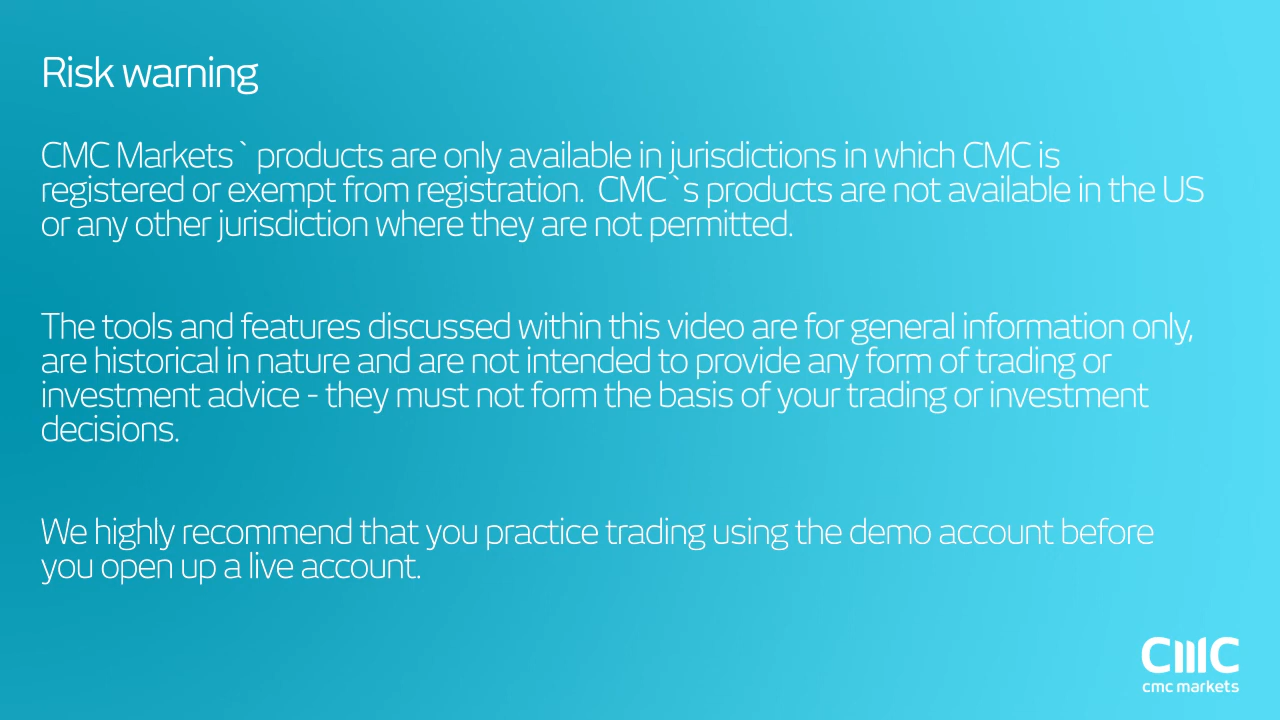 Risk warning
CMC Markets` products are only available in jurisdictions in which CMC is
registered or exempt from registration.  CMC`s products are not available in the US
or any other jurisdiction where they are not permitted.
The tools and features discussed within this video are for general information only,
are historical in nature and are not intended to provide any form of trading or
investment advice - they must not form the basis of your trading or investment
decisions.
We highly recommend that you practice trading using the demo account before
you open up a live account.
CMC
cmc markets